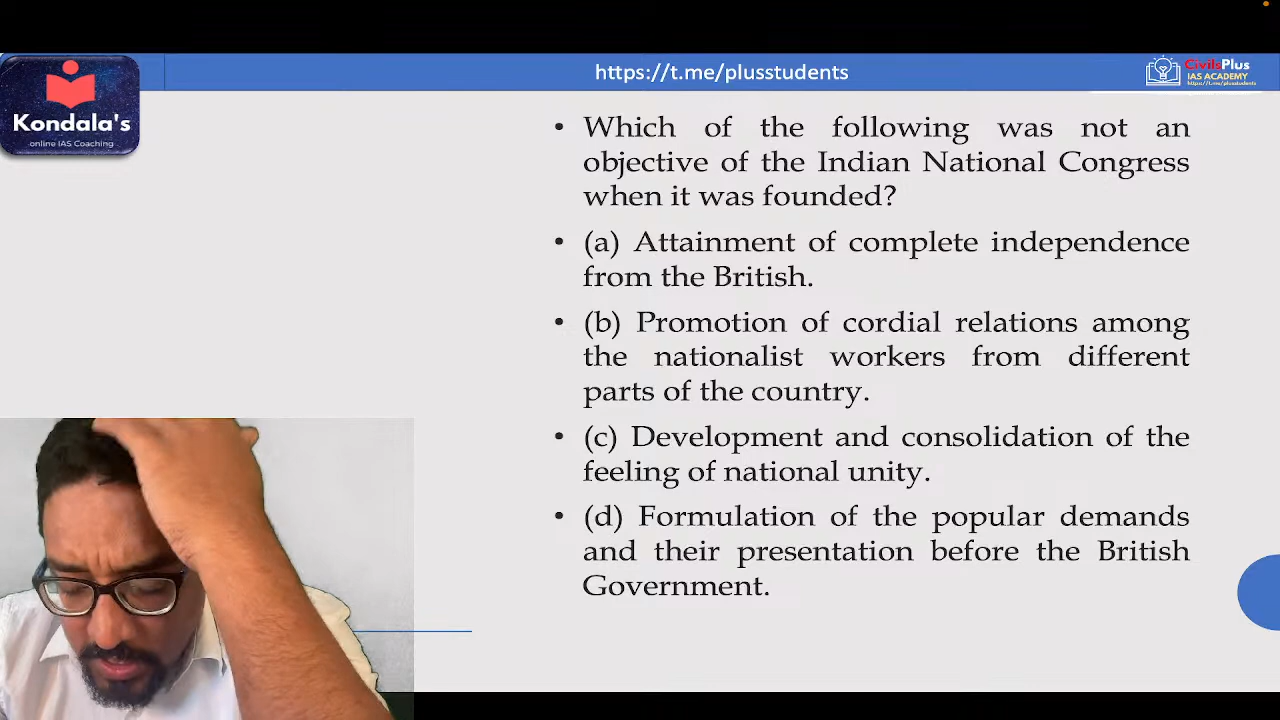 https://t.me/plusstudents
Kondala's
online IAS Coaching
CivilsPlus
IAS ACADEMY
https://t.me/plusstudents
• Which of the following was not an
objective of the Indian National Congress
when it was founded?
• (a) Attainment of complete independence
from the British.
• (b) Promotion of cordial relations among
the nationalist workers from different
parts of the country.
• (c) Development and consolidation of the
feeling of national unity.
• (d) Formulation of the popular demands
and their presentation before the British
Government.